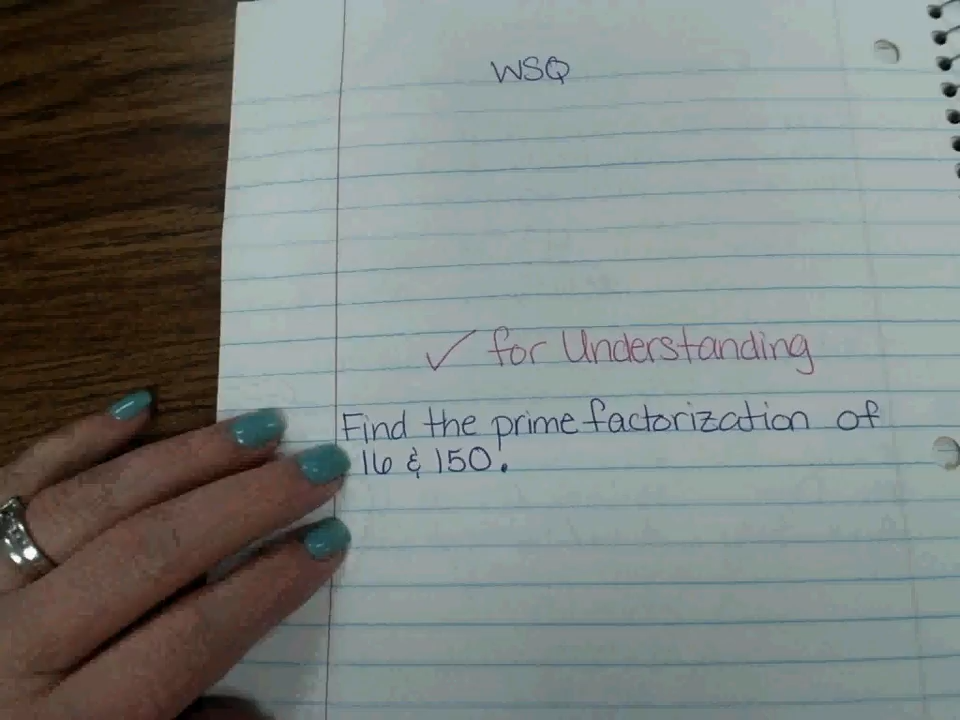 WSQ
✓ for Understanding
Find the prime factorization of
16 & 150.